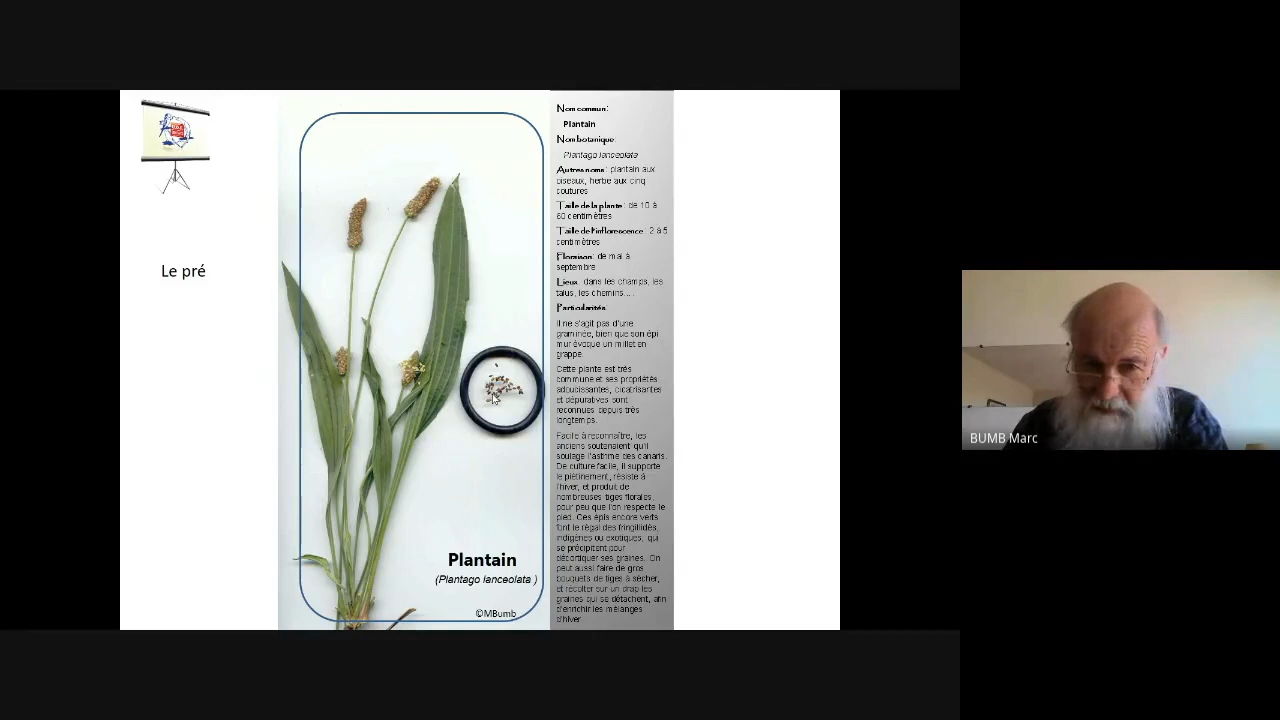 Le pré
Plantain
(Plantago lanceolata )
©MBumb
Nom commun:
Plantain
Nom botanique:
Plantago lanceolata
Autres noms: plantain aux
oiseaux, herbe aux cinq
coutures
Taille de la plante: de 10 à
60 centimètres
Taille de l'inflorescence: 2 à 5
centimètres
Floraison: de mai à
septembre
Lieux: dans les champs, les
talus, les chemins....
Particularités
Il ne s'agit pas d'une
graminée, bien que son épi
mur évoque un millet en
grappe.
Cette plante est très
commune et ses propriétés
adoucissantes, cicatrisantes
et dépuratives sont
reconnues depuis très
longtemps.
Facile à reconnaître, les
anciens soutenaient qu'il
soulage l'asthme des canaris.
De culture facile, il supporte
le piétinement, résiste à
l'hiver, et produit de
nombreuses tiges florales,
pour peu que l'on respecte le
pied. Ces épis encore verts
font le régal des fringillidés,
indigènes ou exotiques, qui
se précipitent pour
décortiquer ses graines. On
peut aussi faire de gros
bouquets de tiges à sécher,
et récolter sur un drap les
graines qui se détachent, afin
d'enrichir les mélanges
d'hiver
BUMB Marc